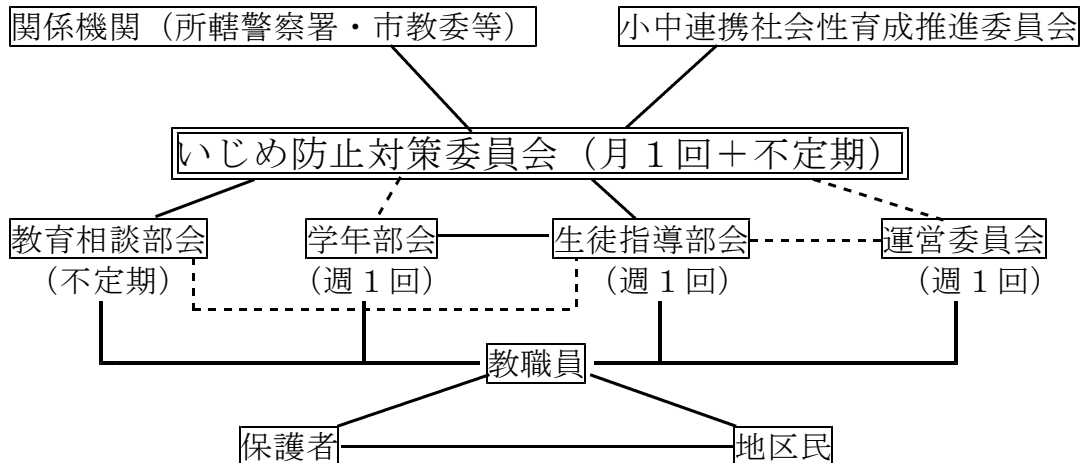 関係機関（所轄警察署・市教委等） 小中連携社会性育成推進委員会
いじめ防止対策委員会（月１回＋不定期）
教育相談部会 学年部会 生徒指導部会 運営委員会
（不定期） （週１回） （週１回） （週１回）
教職員
保護者 地区民